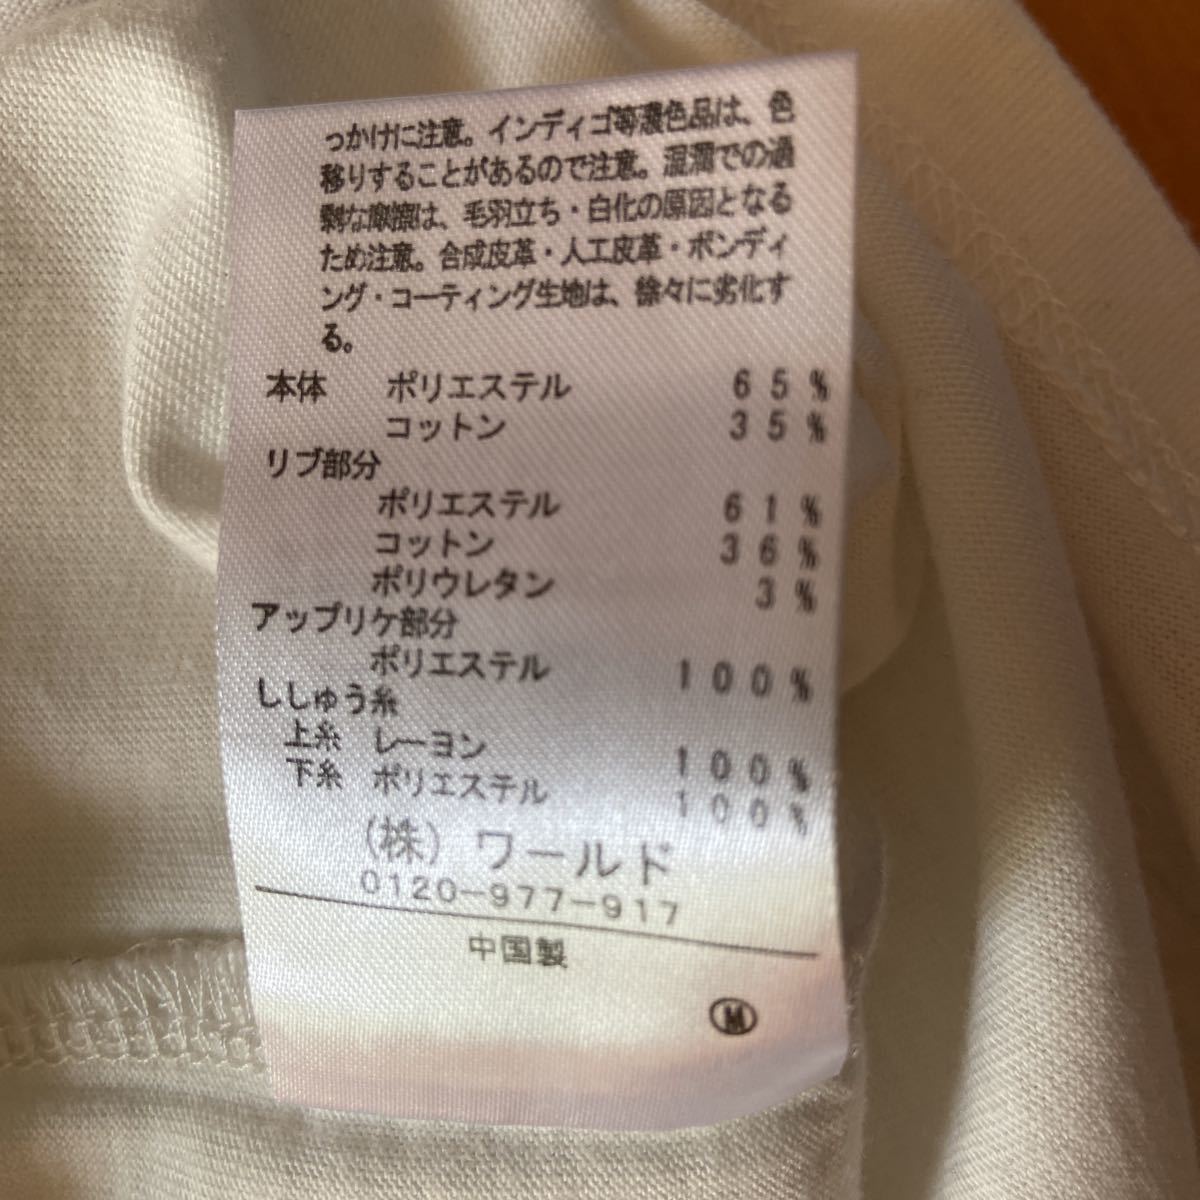 っかけに注意。インディゴ等濃色品は、色
移りすることがあるので注意。湿潤での過
剰な摩擦は、毛羽立ち・白化の原因となる
ため注意。合成皮革・人工皮革・ボンディ
ング・コーティング生地は、徐々に劣化す
る。
本体 ポリエステル 65%
コットン 35%
リブ部分
ポリエステル 61%
コットン 36%
ポリウレタン 3%
アップリケ部分
ポリエステル 100%
ししゅう糸
上糸 レーヨン 100%
下糸 ポリエステル 100%
(株) ワールド
0120-977-917
中国製
Ⓜ